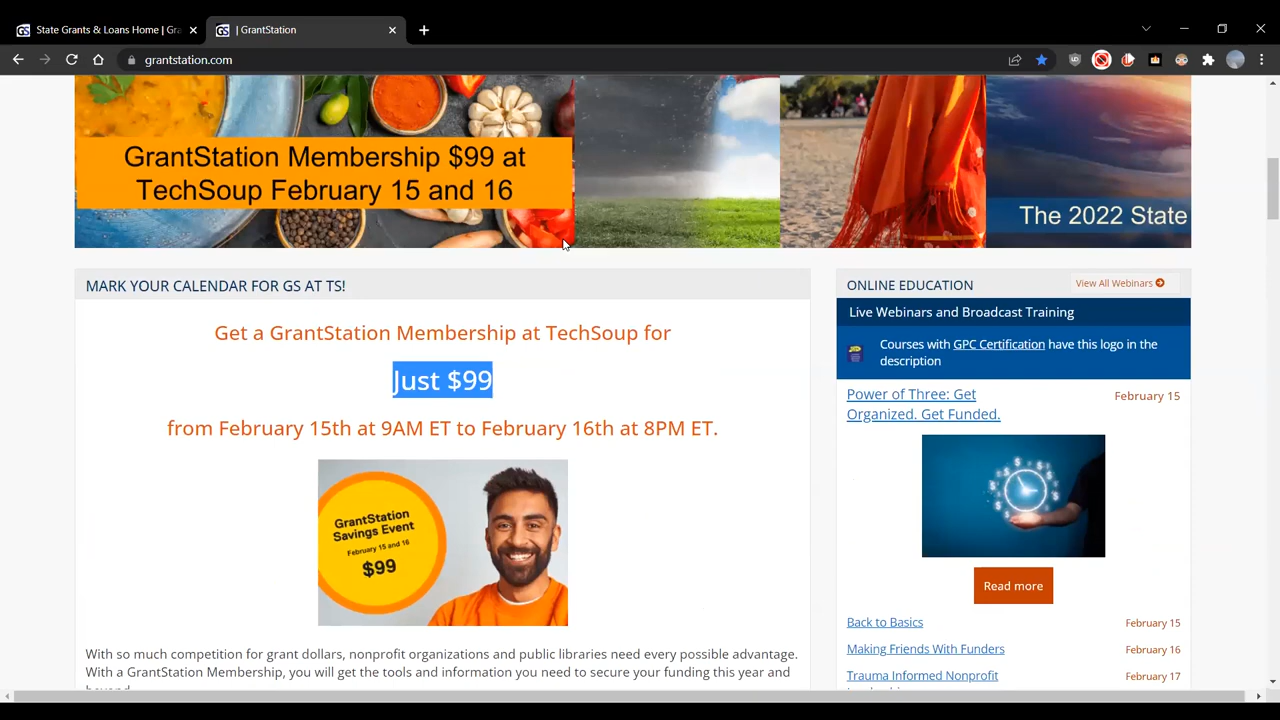 State Grants & Loans Home | Gra
| GrantStation
grantstation.com
GrantStation Membership $99 at
TechSoup February 15 and 16
The 2022 State
MARK YOUR CALENDAR FOR GS AT TS!
Get a GrantStation Membership at TechSoup for
Just $99
from February 15th at 9AM ET to February 16th at 8PM ET.
GrantStation
Savings Event
February 15 and 16
$99
With so much competition for grant dollars, nonprofit organizations and public libraries need every possible advantage.
With a GrantStation Membership, you will get the tools and information you need to secure your funding this year and
beyond.
ONLINE EDUCATION
View All Webinars
Live Webinars and Broadcast Training
Courses with GPC Certification have this logo in the
description
Power of Three: Get
Organized. Get Funded.
February 15
Read more
Back to Basics February 15
Making Friends With Funders February 16
Trauma Informed Nonprofit February 17